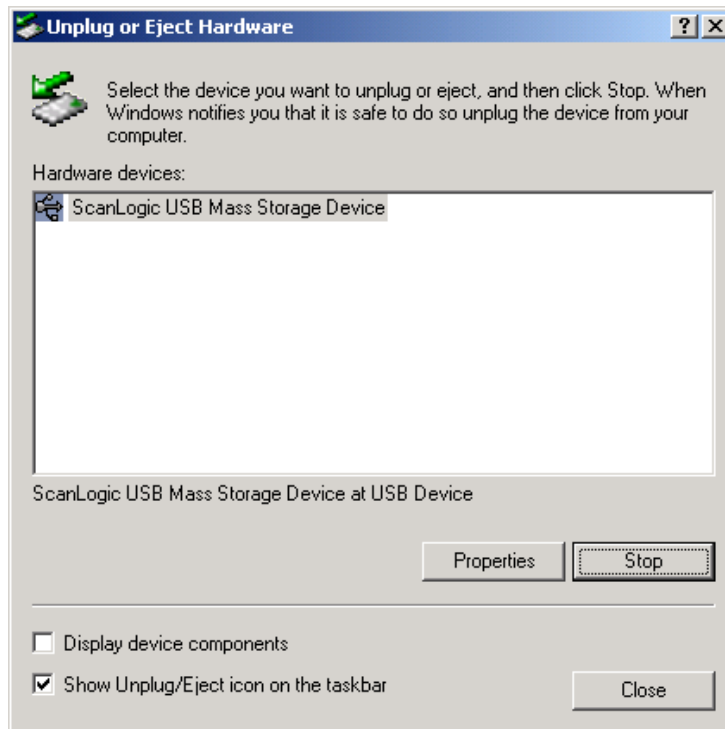 Unplug or Eject Hardware
Select the device you want to unplug or eject, and then click Stop. When
Windows notifies you that it is safe to do so unplug the device from your
computer.
Hardware devices:
ScanLogic USB Mass Storage Device
ScanLogic USB Mass Storage Device at USB Device
Properties Stop
Display device components
Show Unplug/Eject icon on the taskbar
Close